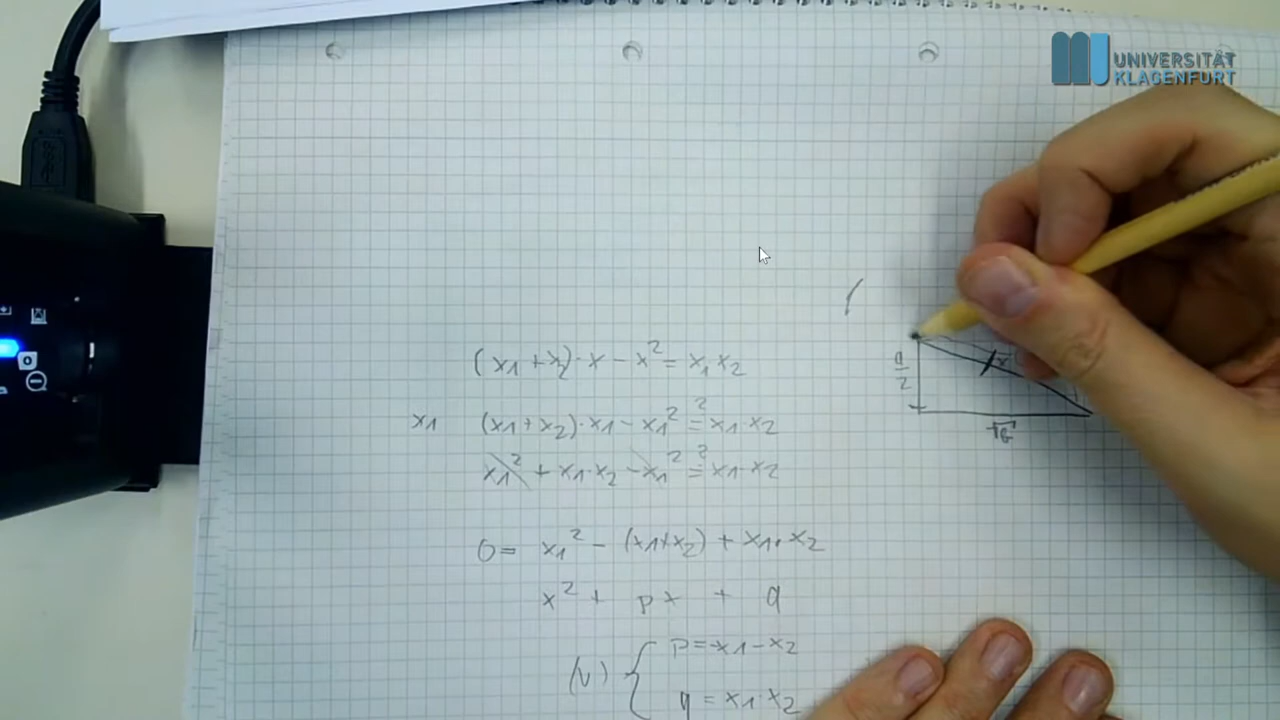 UNIVERSITÄT
KLAGENFURT
(x1 + x2)·x - x² = x1 x2
x1 (x1 + x2)·x1 - x1² ≟ x1·x2
x1² + x1·x2 - x1² ≟ x1·x2
0 = x1² - (x1+x2) + x1·x2
x² + px + q
(V) { p = -x1 - x2
q = x1·x2
a/2
x
√b